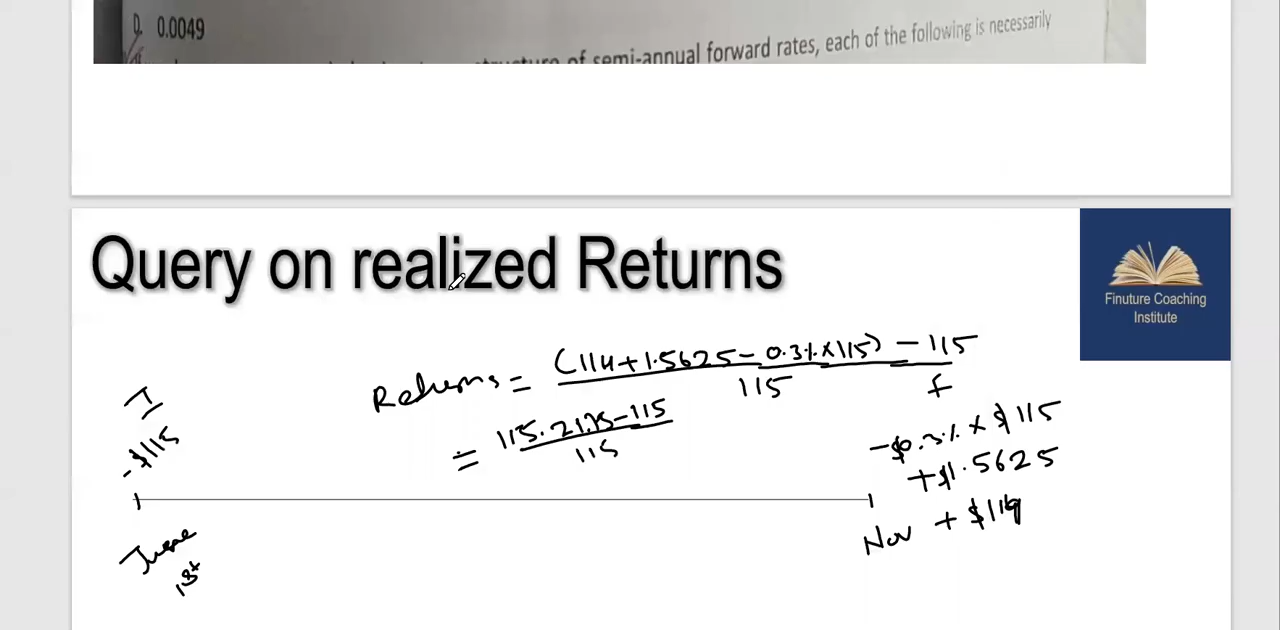 D. 0.0049
structure of semi-annual forward rates, each of the following is necessarily
Query on realized Returns
Finuture Coaching
Institute
Returns = (114 + 1.5625 - 0.3% x 115) - 115
115
= 115.2175 - 115
115
I
- $115
June
1st
- $0.3% x $115
+ $1.5625
Nov + $114